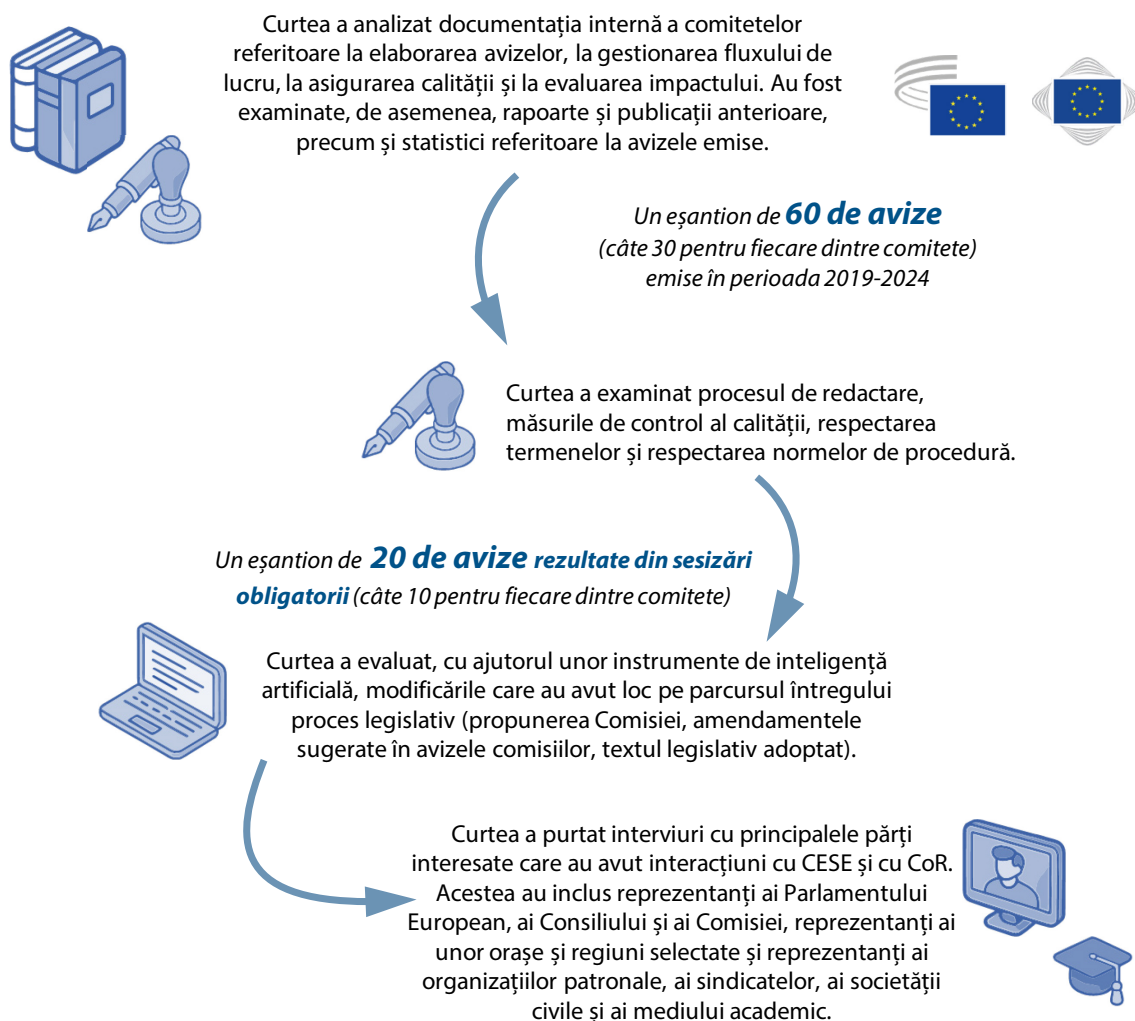 Curtea a analizat documentația internă a comitetelor
referitoare la elaborarea avizelor, la gestionarea fluxului de
lucru, la asigurarea calității și la evaluarea impactului. Au fost
examinate, de asemenea, rapoarte și publicații anterioare,
precum și statistici referitoare la avizele emise.
Un eșantion de 60 de avize
(câte 30 pentru fiecare dintre comitete)
emise în perioada 2019-2024
Curtea a examinat procesul de redactare,
măsurile de control al calității, respectarea
termenelor și respectarea normelor de procedură.
Un eșantion de 20 de avize rezultate din sesizări
obligatorii (câte 10 pentru fiecare dintre comitete)
Curtea a evaluat, cu ajutorul unor instrumente de inteligență
artificială, modificările care au avut loc pe parcursul întregului
proces legislativ (propunerea Comisiei, amendamentele
sugerate în avizele comisiilor, textul legislativ adoptat).
Curtea a purtat interviuri cu principalele părți
interesate care au avut interacțiuni cu CESE și cu CoR.
Acestea au inclus reprezentanți ai Parlamentului
European, ai Consiliului și ai Comisiei, reprezentanți ai
unor orașe și regiuni selectate și reprezentanți ai
organizațiilor patronale, ai sindicatelor, ai societății
civile și ai mediului academic.